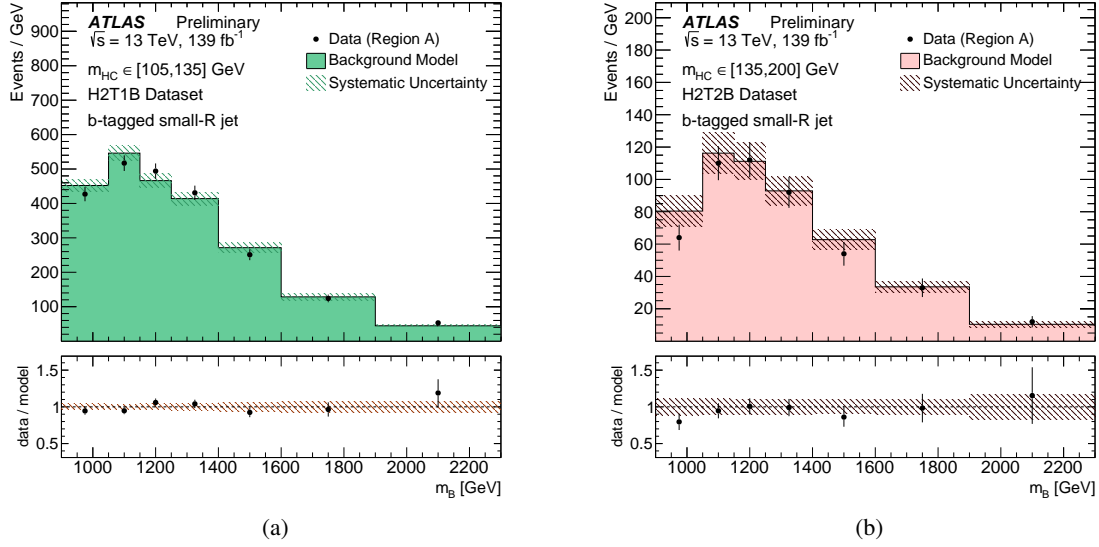 ATLAS Preliminary
√s = 13 TeV, 139 fb⁻¹
m_HC ∈ [105,135] GeV
H2T1B Dataset
b-tagged small-R jet
Data (Region A)
Background Model
Systematic Uncertainty
Events / GeV
900
800
700
600
500
400
300
200
100
data / model
1.5
1
0.5
1000 1200 1400 1600 1800 2000 2200
m_B [GeV]
(a)
ATLAS Preliminary
√s = 13 TeV, 139 fb⁻¹
m_HC ∈ [135,200] GeV
H2T2B Dataset
b-tagged small-R jet
Data (Region A)
Background Model
Systematic Uncertainty
Events / GeV
200
180
160
140
120
100
80
60
40
20
data / model
1.5
1
0.5
1000 1200 1400 1600 1800 2000 2200
m_B [GeV]
(b)